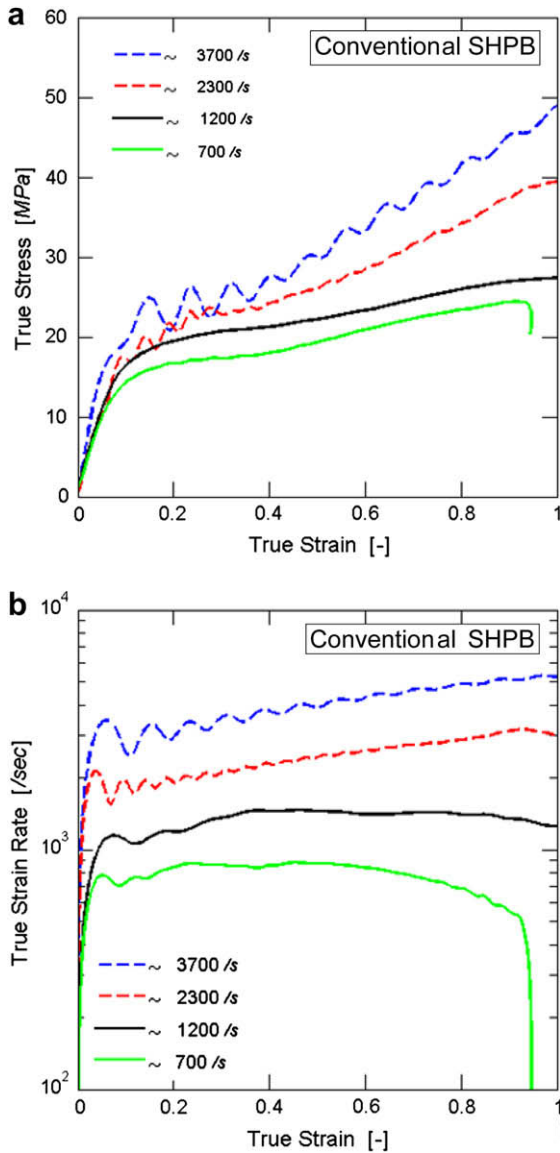 a
60
50
40
30
20
10
0
True Stress [MPa]
Conventional SHPB
~ 3700 /s
~ 2300 /s
~ 1200 /s
~ 700 /s
0 0.2 0.4 0.6 0.8 1
True Strain [-]
b
10^4
10^3
10^2
True Strain Rate [/sec]
Conventional SHPB
~ 3700 /s
~ 2300 /s
~ 1200 /s
~ 700 /s
0 0.2 0.4 0.6 0.8 1
True Strain [-]